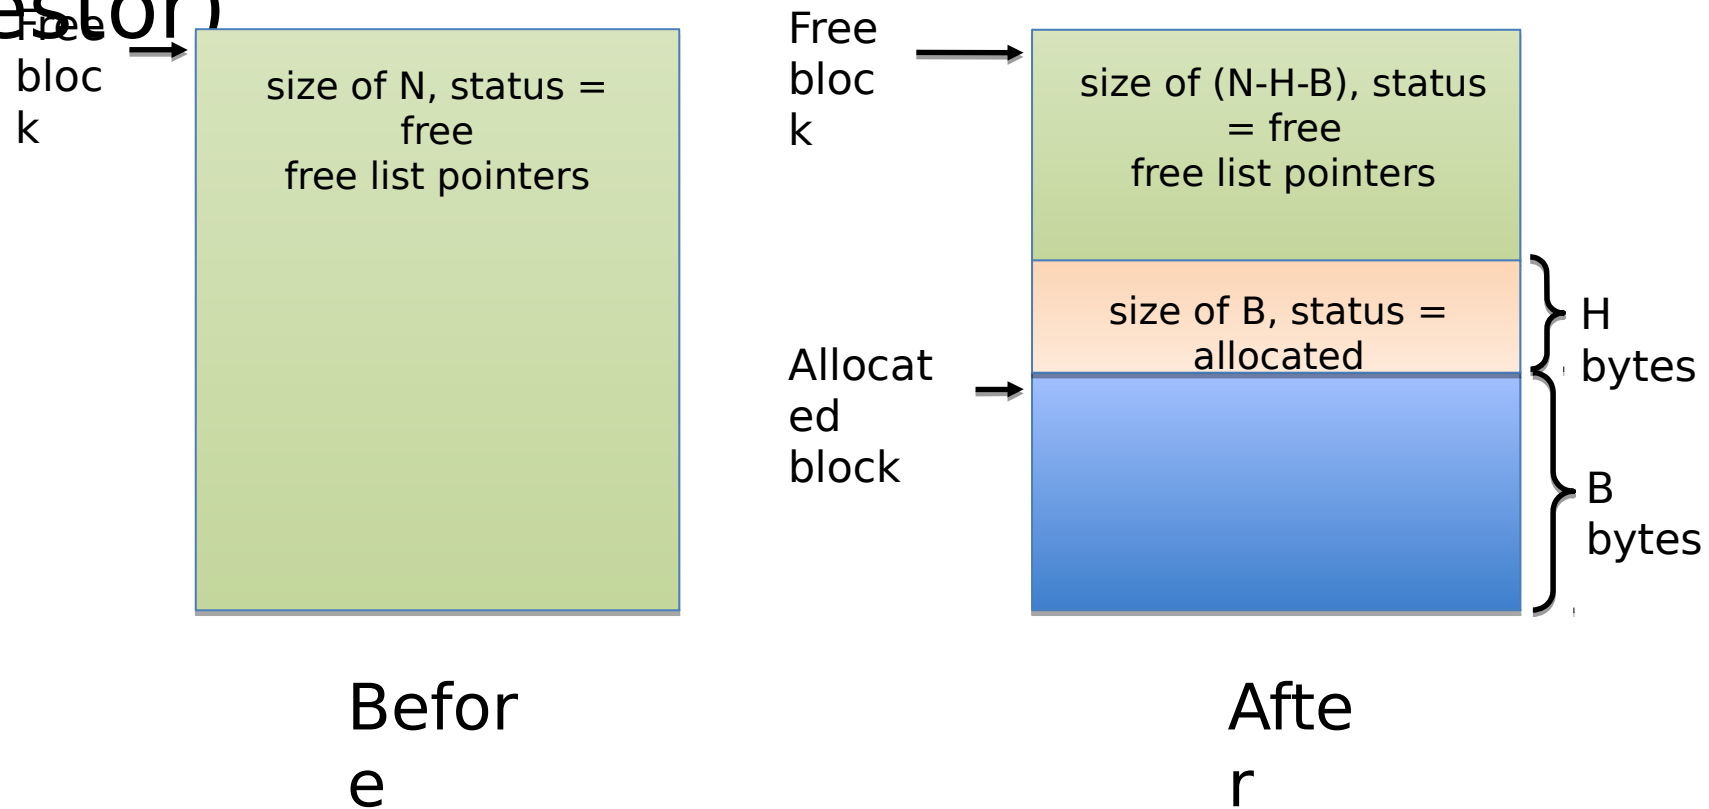 Free
bloc
k
size of N, status =
free
free list pointers
Befor
e
Free
bloc
k
size of (N-H-B), status
= free
free list pointers
size of B, status =
allocated
H
bytes
Allocat
ed
block
B
bytes
Afte
r